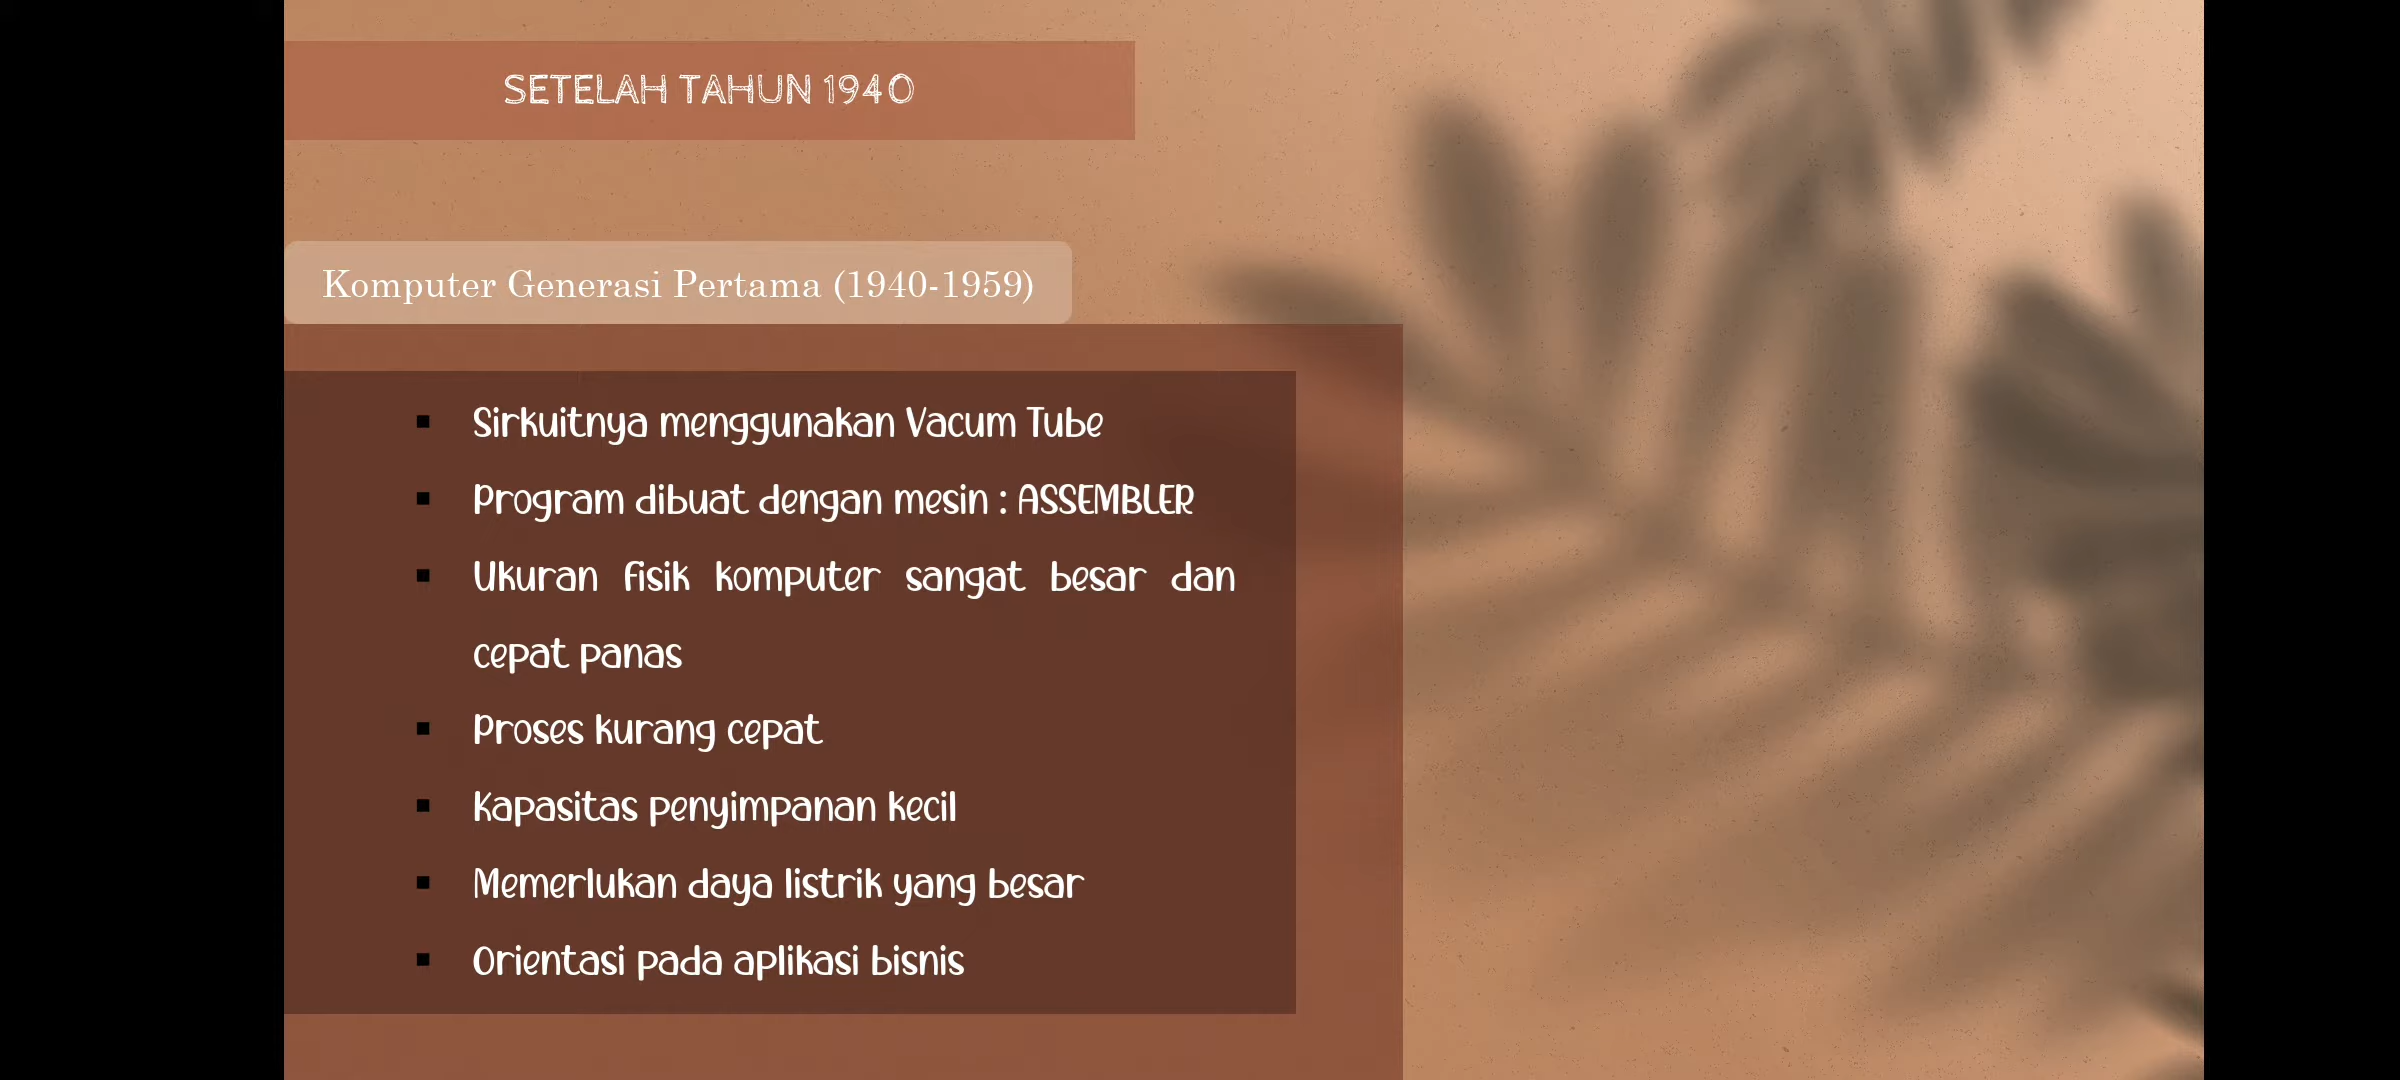 SETELAH TAHUN 1940
Komputer Generasi Pertama (1940-1959)
▪ Sirkuitnya menggunakan Vacum Tube
▪ Program dibuat dengan mesin : ASSEMBLER
▪ Ukuran fisik komputer sangat besar dan
cepat panas
▪ Proses kurang cepat
▪ Kapasitas penyimpanan kecil
▪ Memerlukan daya listrik yang besar
▪ Orientasi pada aplikasi bisnis